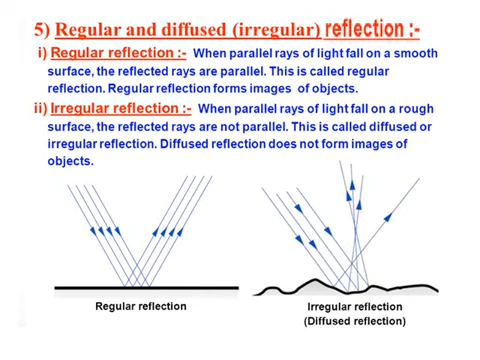 5) Regular and diffused (irregular) reflection :-
i) Regular reflection :- When parallel rays of light fall on a smooth
surface, the reflected rays are parallel. This is called regular
reflection. Regular reflection forms images of objects.
ii) Irregular reflection :- When parallel rays of light fall on a rough
surface, the reflected rays are not parallel. This is called diffused or
irregular reflection. Diffused reflection does not form images of
objects.
Regular reflection
Irregular reflection
(Diffused reflection)